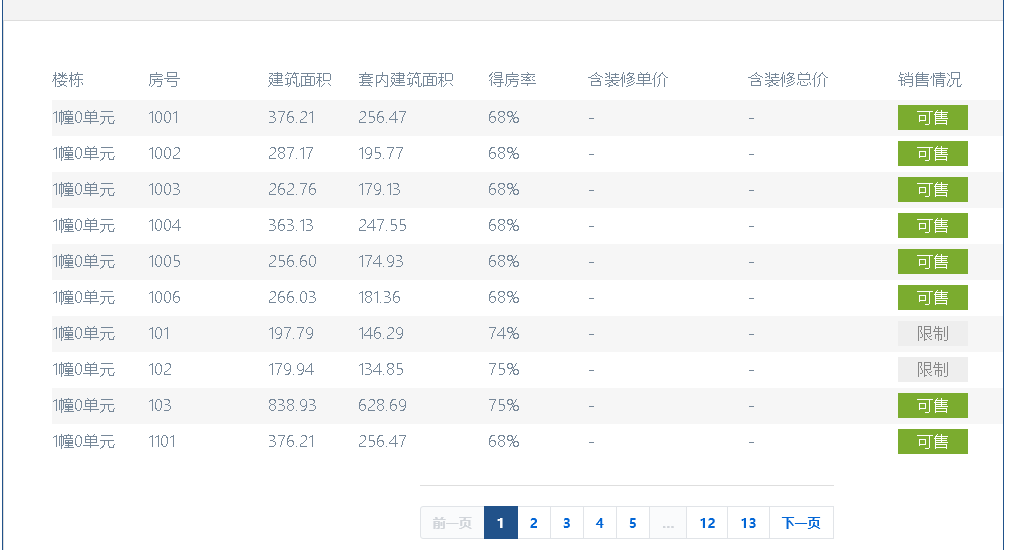 楼栋 房号 建筑面积 套内建筑面积 得房率 含装修单价 含装修总价 销售情况
1幢0单元 1001 376.21 256.47 68% - - 可售
1幢0单元 1002 287.17 195.77 68% - - 可售
1幢0单元 1003 262.76 179.13 68% - - 可售
1幢0单元 1004 363.13 247.55 68% - - 可售
1幢0单元 1005 256.60 174.93 68% - - 可售
1幢0单元 1006 266.03 181.36 68% - - 可售
1幢0单元 101 197.79 146.29 74% - - 限制
1幢0单元 102 179.94 134.85 75% - - 限制
1幢0单元 103 838.93 628.69 75% - - 可售
1幢0单元 1101 376.21 256.47 68% - - 可售
前一页 1 2 3 4 5 ... 12 13 下一页